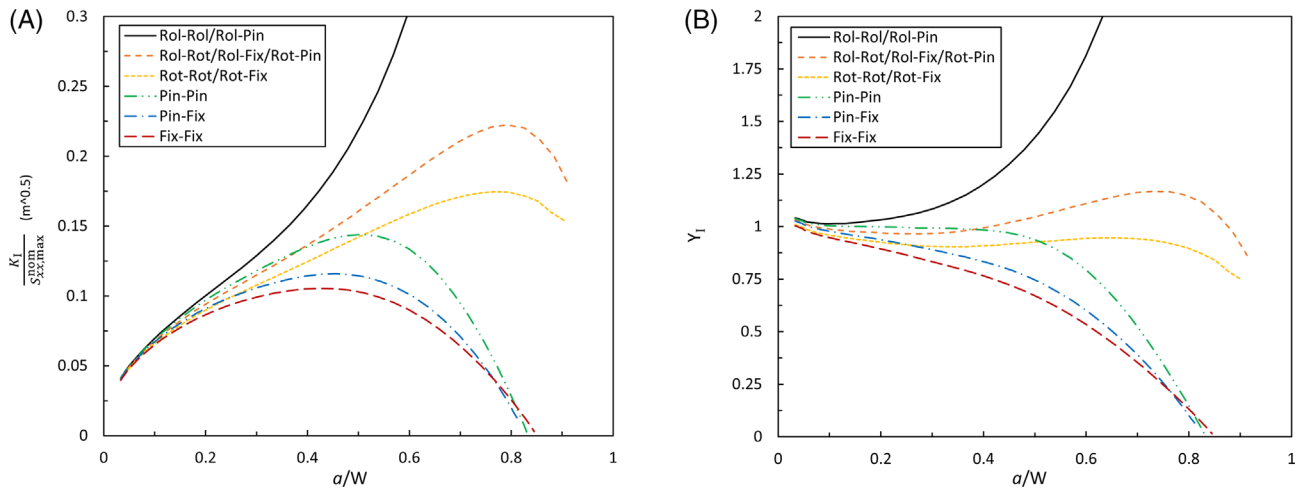 (A)
0.3
0.25
0.2
0.15
0.1
0.05
0
0
0.2
0.4
0.6
0.8
1
K_I
S_xx,max^nom
(m^0.5)
a/W
Rol-Rol/Rol-Pin
Rol-Rot/Rol-Fix/Rot-Pin
Rot-Rot/Rot-Fix
Pin-Pin
Pin-Fix
Fix-Fix
(B)
2
1.75
1.5
1.25
1
0.75
0.5
0.25
0
0
0.2
0.4
0.6
0.8
1
Y_I
a/W
Rol-Rol/Rol-Pin
Rol-Rot/Rol-Fix/Rot-Pin
Rot-Rot/Rot-Fix
Pin-Pin
Pin-Fix
Fix-Fix